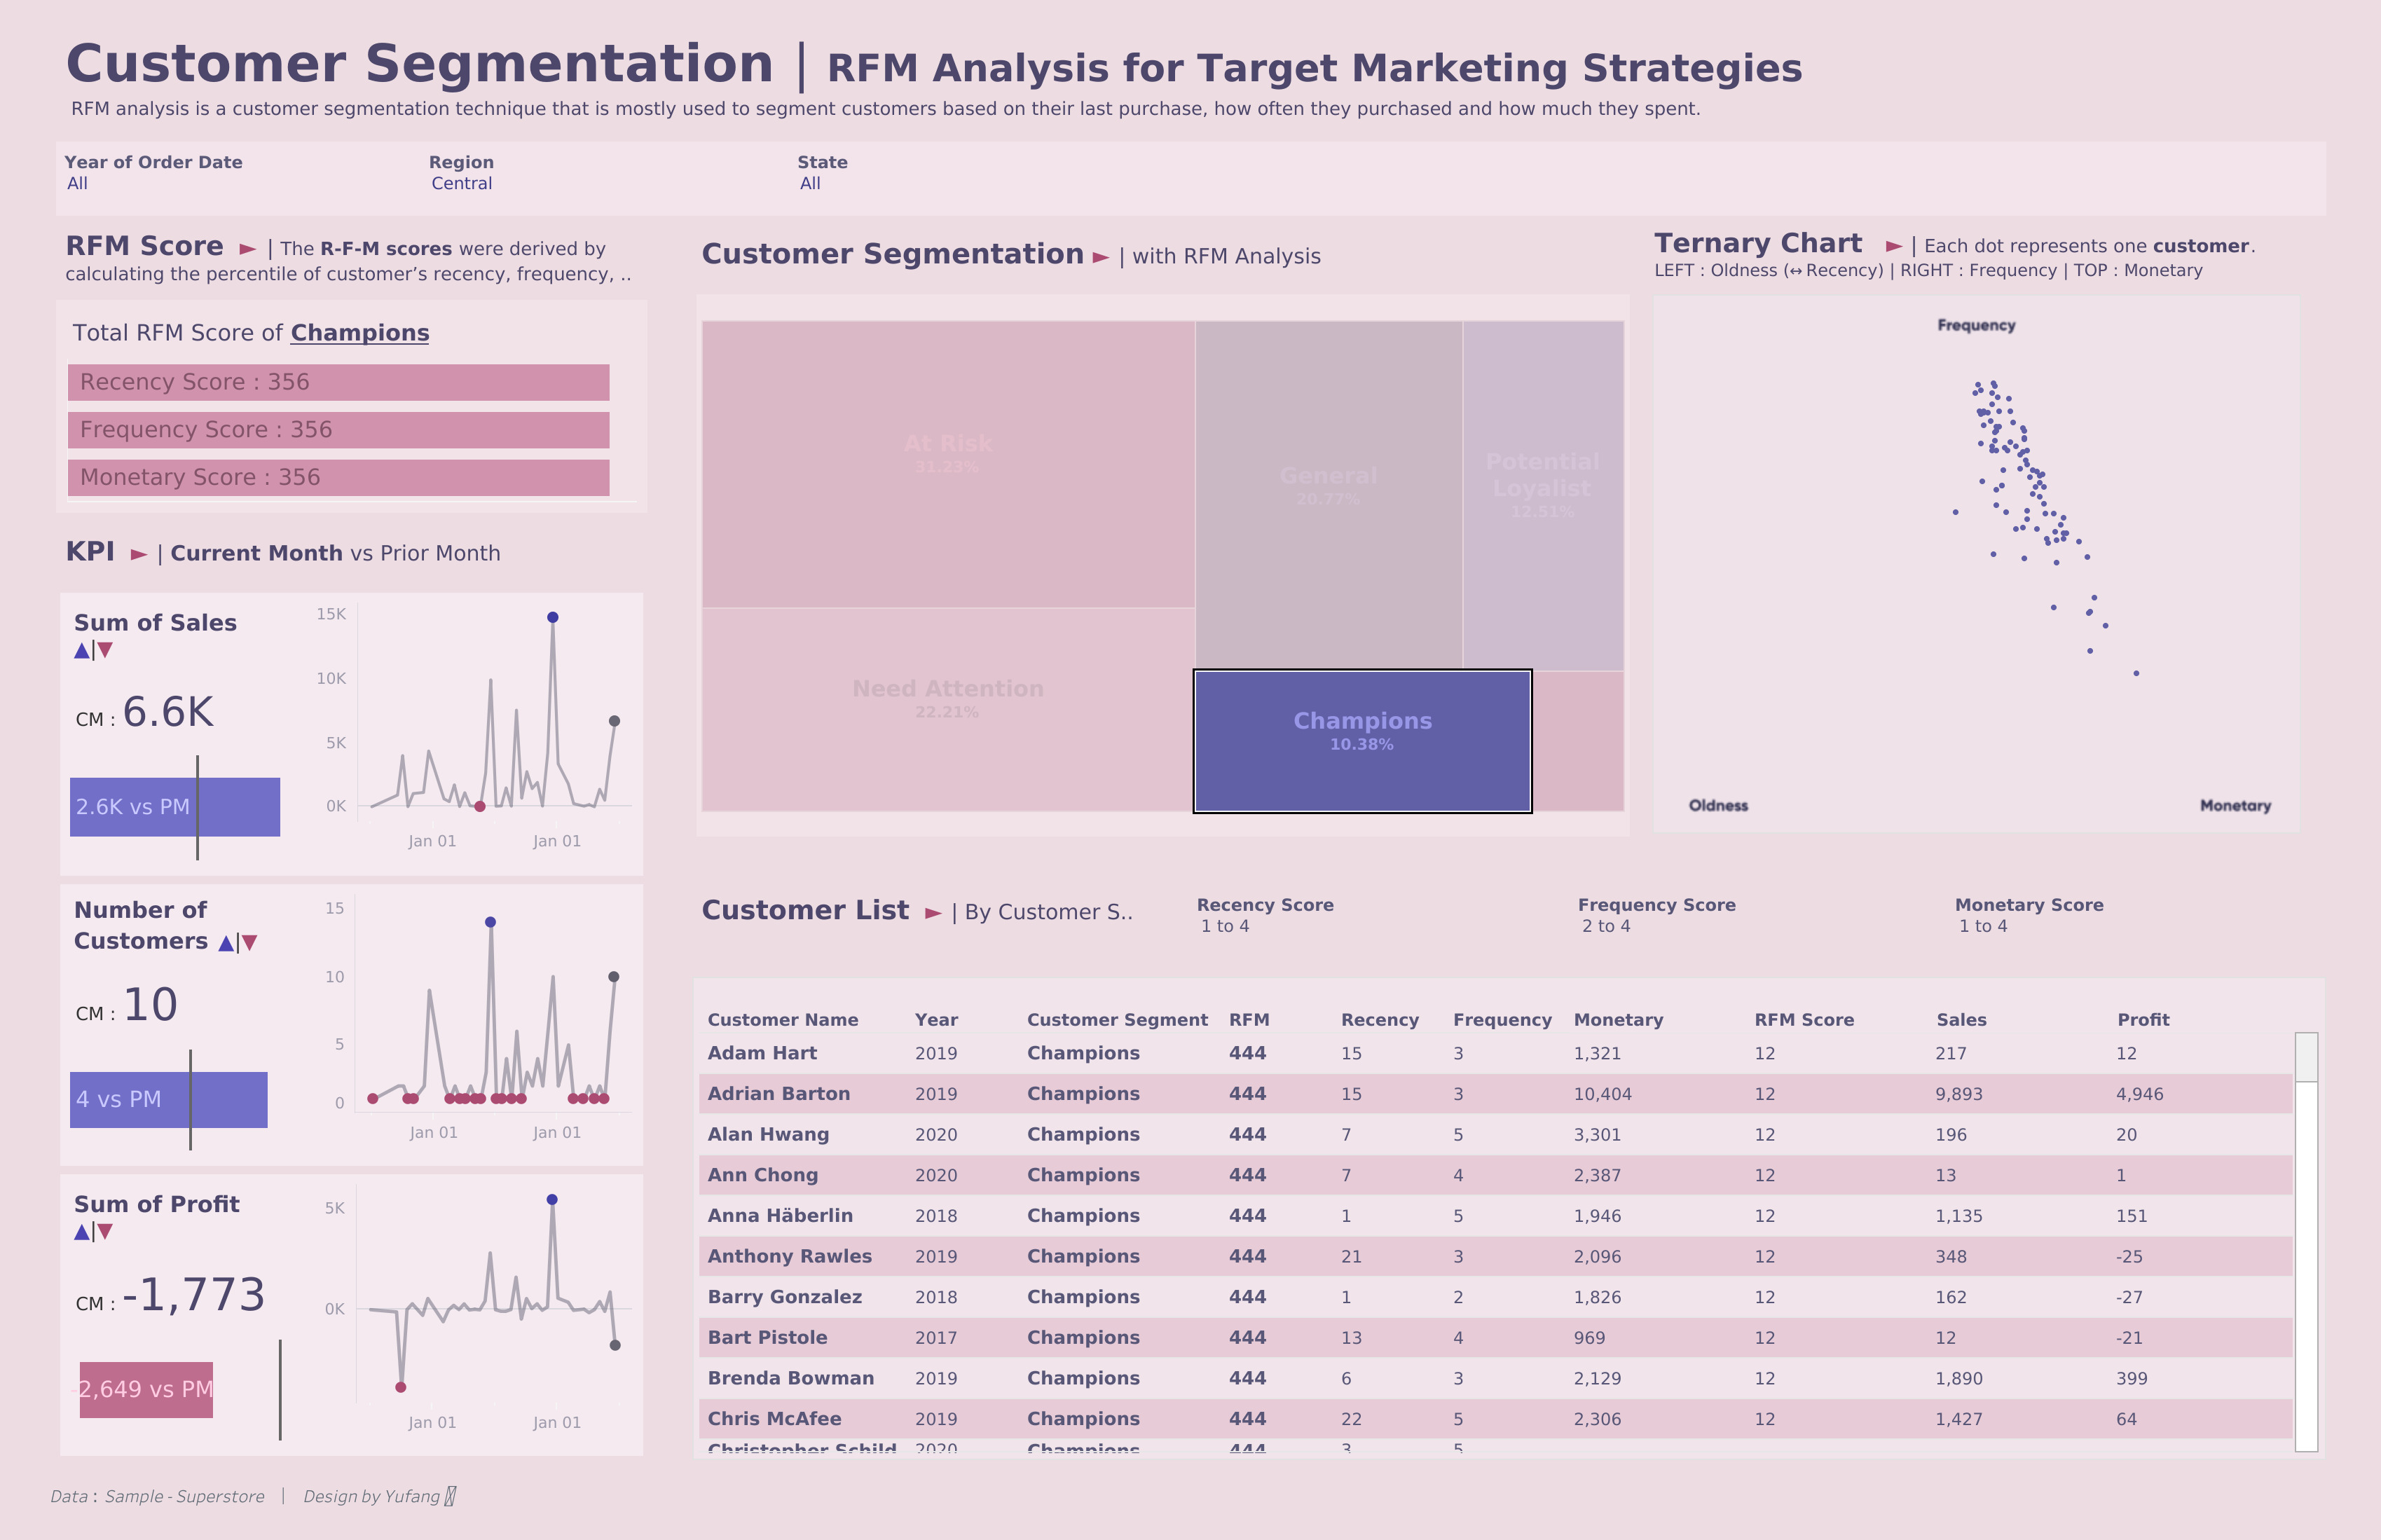 Customer Segmentation | RFM Analysis for Target Marketing Strategies
RFM analysis is a customer segmentation technique that is mostly used to segment customers based on their last purchase, how often they purchased and how much they spent.
Year of Order Date
All
Region
Central
State
All
RFM Score ► | The R-F-M scores were derived by
calculating the percentile of customer’s recency, frequency, ..
Total RFM Score of Champions
Recency Score : 356
Frequency Score : 356
Monetary Score : 356
KPI ► | Current Month vs Prior Month
Sum of Sales
▲|▼
CM : 6.6K
2.6K vs PM
15K
10K
5K
0K
Jan 01 Jan 01
Number of
Customers ▲|▼
CM : 10
4 vs PM
15
10
5
0
Jan 01 Jan 01
Sum of Profit
▲|▼
CM : -1,773
-2,649 vs PM
5K
0K
Jan 01 Jan 01
Customer Segmentation ► | with RFM Analysis
At Risk
31.23%
General
20.77%
Potential
Loyalist
12.51%
Need Attention
22.21%
Champions
10.38%
Ternary Chart ► | Each dot represents one customer.
LEFT : Oldness (↔ Recency) | RIGHT : Frequency | TOP : Monetary
Frequency
Oldness
Monetary
Customer List ► | By Customer S..
Recency Score
1 to 4
Frequency Score
2 to 4
Monetary Score
1 to 4
Customer Name Year Customer Segment RFM Recency Frequency Monetary RFM Score Sales Profit
Adam Hart 2019 Champions 444 15 3 1,321 12 217 12
Adrian Barton 2019 Champions 444 15 3 10,404 12 9,893 4,946
Alan Hwang 2020 Champions 444 7 5 3,301 12 196 20
Ann Chong 2020 Champions 444 7 4 2,387 12 13 1
Anna Häberlin 2018 Champions 444 1 5 1,946 12 1,135 151
Anthony Rawles 2019 Champions 444 21 3 2,096 12 348 -25
Barry Gonzalez 2018 Champions 444 1 2 1,826 12 162 -27
Bart Pistole 2017 Champions 444 13 4 969 12 12 -21
Brenda Bowman 2019 Champions 444 6 3 2,129 12 1,890 399
Chris McAfee 2019 Champions 444 22 5 2,306 12 1,427 64
Christopher Schild 2020 Champions 444 3 5
Data : Sample - Superstore | Design by Yufang